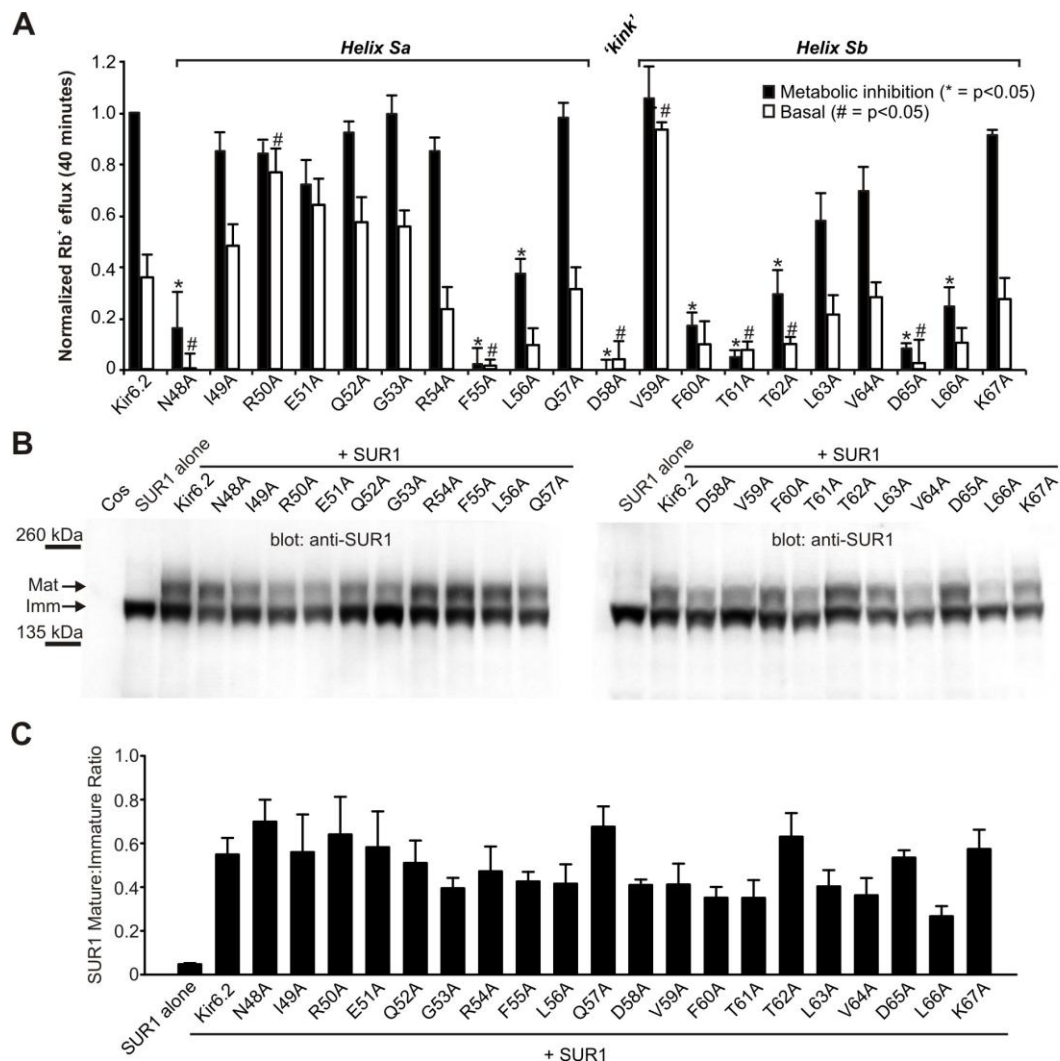 A
Helix Sa
'kink'
Helix Sb
Normalized Rb⁺ eflux (40 minutes)
1.2
1.0
0.8
0.6
0.4
0.2
0
Metabolic inhibition (* = p<0.05)
Basal (# = p<0.05)
* # # * # * * # # * * # * # * # *
Kir6.2 N48A I49A R50A E51A Q52A G53A R54A F55A L56A Q57A D58A V59A F60A T61A T62A L63A V64A D65A L66A K67A
B
+ SUR1
Cos SUR1 alone Kir6.2 N48A I49A R50A E51A Q52A G53A R54A F55A L56A Q57A
260 kDa
blot: anti-SUR1
Mat
Imm
135 kDa
+ SUR1
SUR1 alone Kir6.2 D58A V59A F60A T61A T62A L63A V64A D65A L66A K67A
blot: anti-SUR1
C
SUR1 Mature:Immature Ratio
1.0
0.8
0.6
0.4
0.2
0
SUR1 alone Kir6.2 N48A I49A R50A E51A Q52A G53A R54A F55A L56A Q57A D58A V59A F60A T61A T62A L63A V64A D65A L66A K67A
+ SUR1